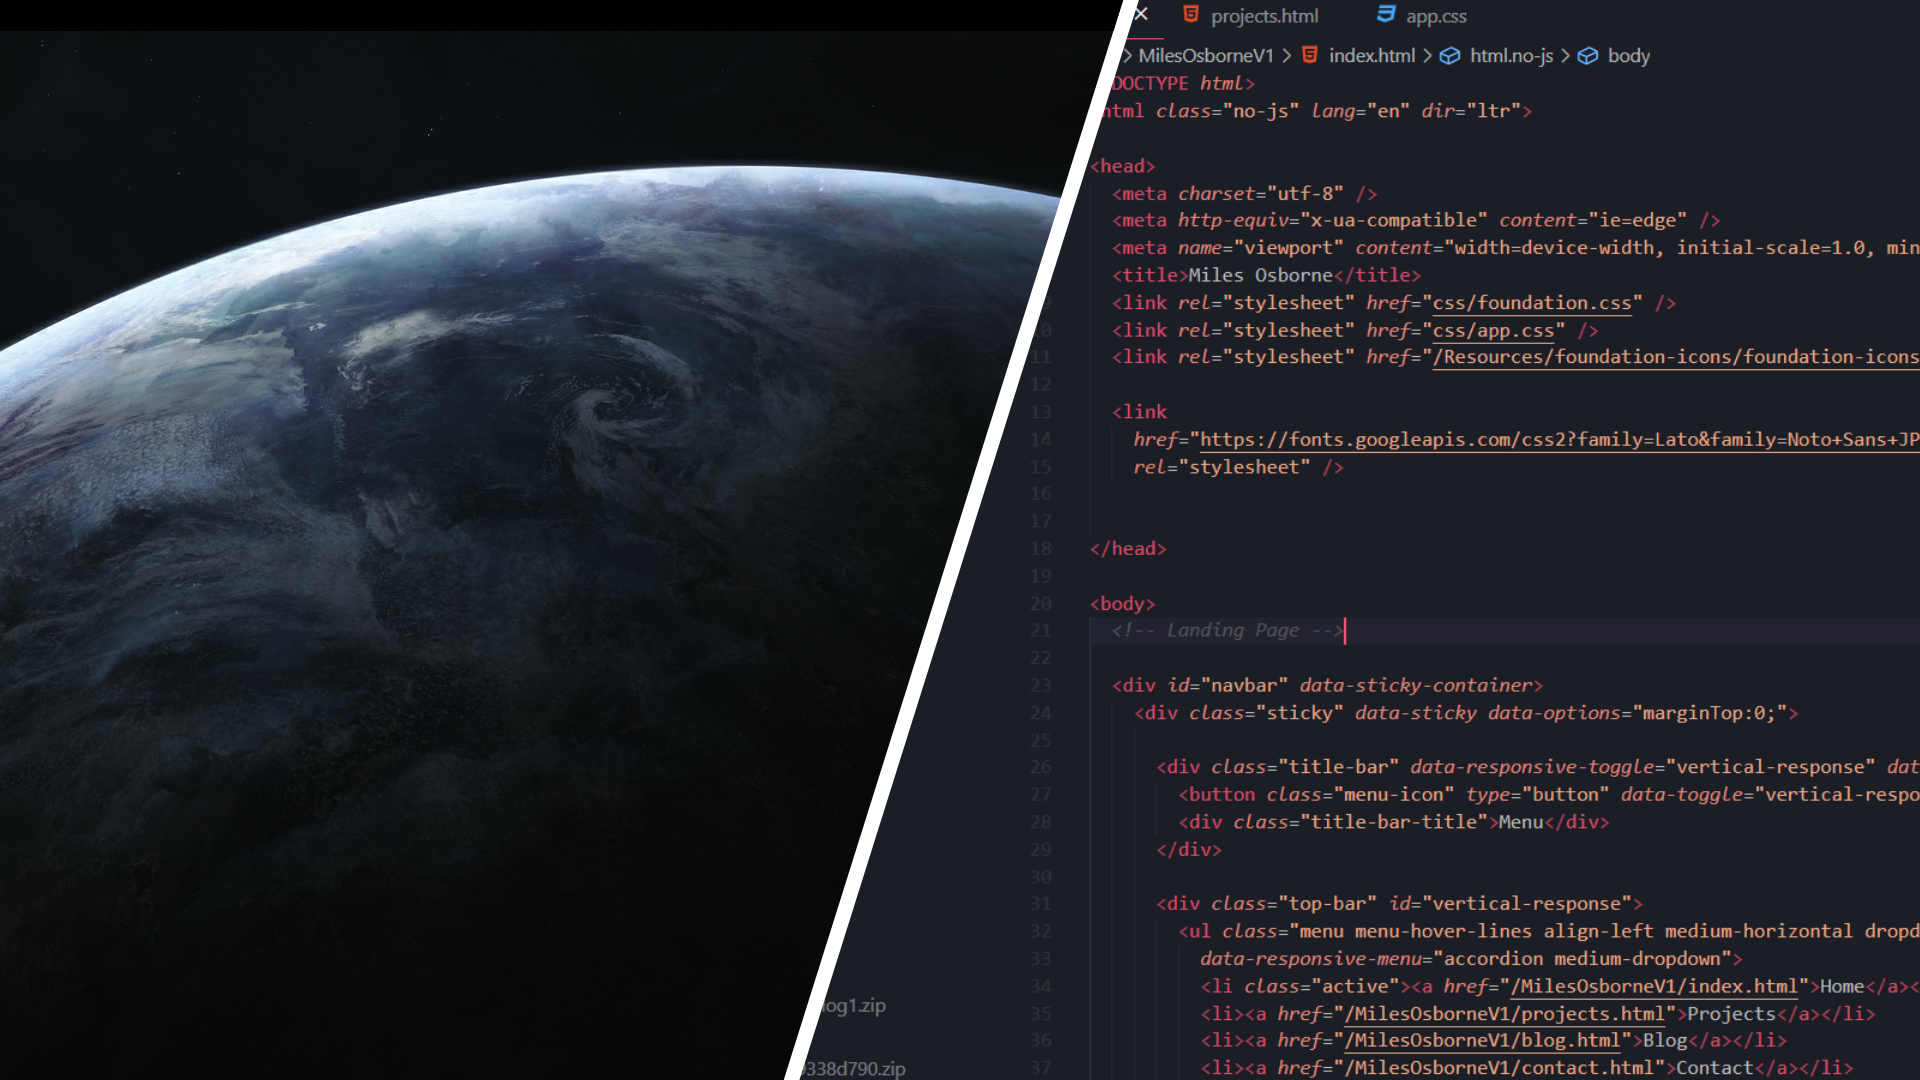 projects.html app.css
MilesOsborneV1 > index.html > html.no-js > body
DOCTYPE html>
html class="no-js" lang="en" dir="ltr">
<head>
<meta charset="utf-8" />
<meta http-equiv="x-ua-compatible" content="ie=edge" />
<meta name="viewport" content="width=device-width, initial-scale=1.0, min
<title>Miles Osborne</title>
<link rel="stylesheet" href="css/foundation.css" />
10 <link rel="stylesheet" href="css/app.css" />
11 <link rel="stylesheet" href="/Resources/foundation-icons/foundation-icons
12
13 <link
14 href="https://fonts.googleapis.com/css2?family=Lato&family=Noto+Sans+JP
15 rel="stylesheet" />
16
17
18 </head>
19
20 <body>
21 <!-- Landing Page -->
22
23 <div id="navbar" data-sticky-container>
24 <div class="sticky" data-sticky data-options="marginTop:0;">
25
26 <div class="title-bar" data-responsive-toggle="vertical-response" dat
27 <button class="menu-icon" type="button" data-toggle="vertical-respo
28 <div class="title-bar-title">Menu</div>
29 </div>
30
31 <div class="top-bar" id="vertical-response">
32 <ul class="menu menu-hover-lines align-left medium-horizontal dropd
33 data-responsive-menu="accordion medium-dropdown">
34 <li class="active"><a href="/MilesOsborneV1/index.html">Home</a><
35 <li><a href="/MilesOsborneV1/projects.html">Projects</a></li>
36 <li><a href="/MilesOsborneV1/blog.html">Blog</a></li>
37 <li><a href="/MilesOsborneV1/contact.html">Contact</a></li>
log1.zip
338d790.zip